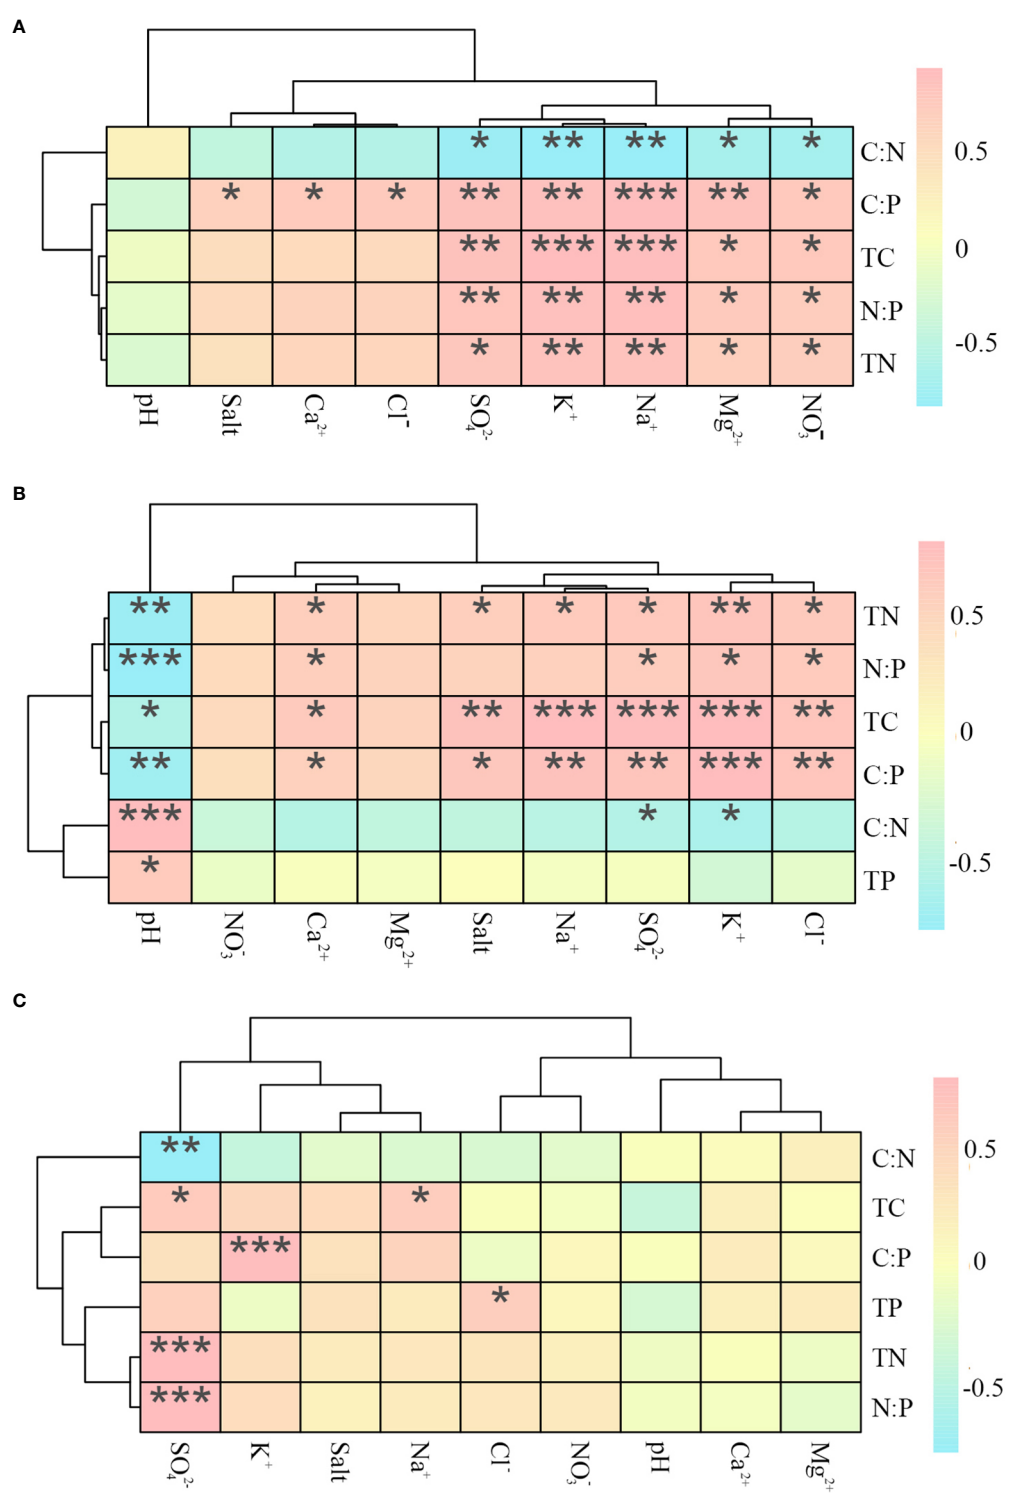 A
* ** ** * * C:N
0.5
* * * ** ** *** ** * C:P
** *** *** * * TC
0
** ** ** * * N:P
* ** ** * * TN
-0.5
pH Salt Ca²⁺ Cl⁻ SO₄²⁻ K⁺ Na⁺ Mg²⁺ NO₃⁻
B
** * * * * ** * TN
0.5
*** * * * * N:P
* * ** *** *** *** ** TC
0
** * * ** ** *** ** C:P
*** * * C:N
-0.5
* TP
pH NO₃⁻ Ca²⁺ Mg²⁺ Salt Na⁺ SO₄²⁻ K⁺ Cl⁻
C
** C:N
0.5
* * TC
*** C:P
0
* TP
*** TN
-0.5
*** N:P
SO₄²⁻ K⁺ Salt Na⁺ Cl⁻ NO₃⁻ pH Ca²⁺ Mg²⁺